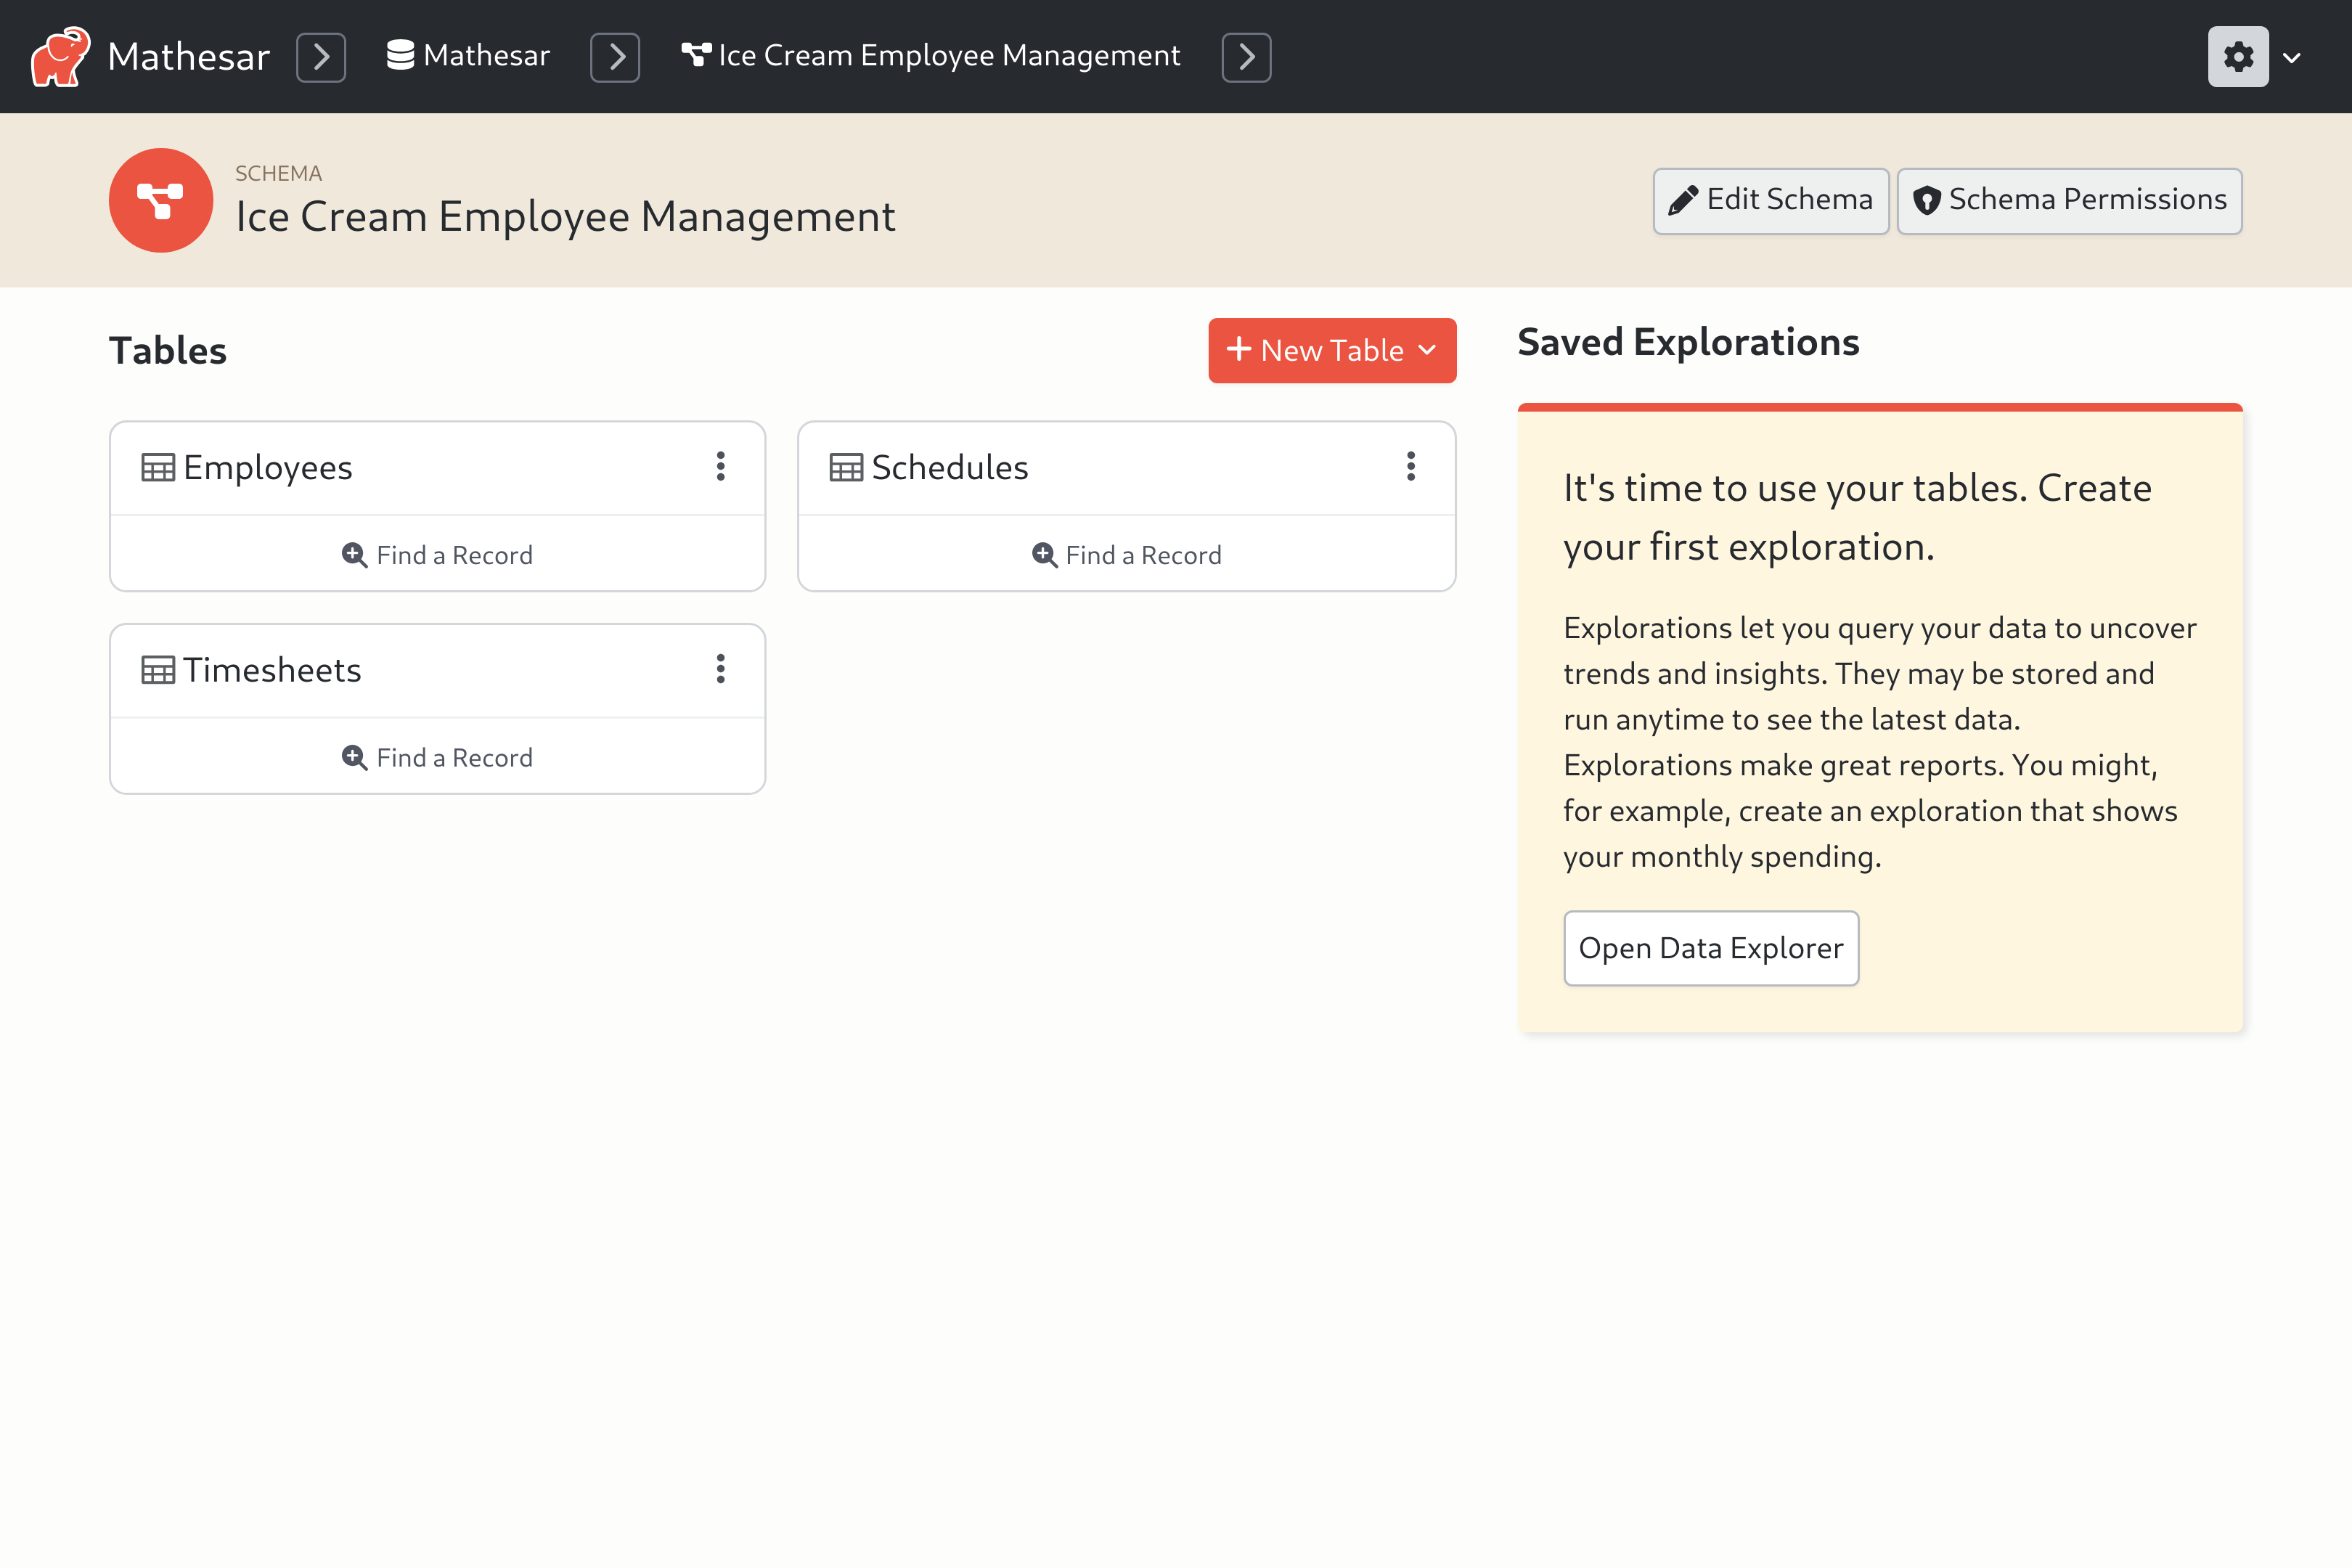 Mathesar
Mathesar
Ice Cream Employee Management
SCHEMA
Ice Cream Employee Management
Edit Schema
Schema Permissions
Tables
New Table
Employees
Find a Record
Schedules
Find a Record
Timesheets
Find a Record
Saved Explorations
It's time to use your tables. Create
your first exploration.
Explorations let you query your data to uncover
trends and insights. They may be stored and
run anytime to see the latest data.
Explorations make great reports. You might,
for example, create an exploration that shows
your monthly spending.
Open Data Explorer